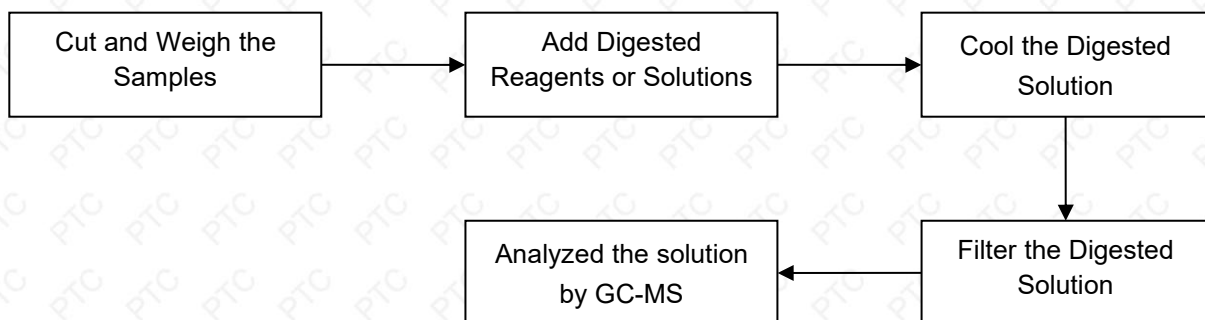 Cut and Weigh the
Samples
Add Digested
Reagents or Solutions
Cool the Digested
Solution
Filter the Digested
Solution
Analyzed the solution
by GC-MS
PTC